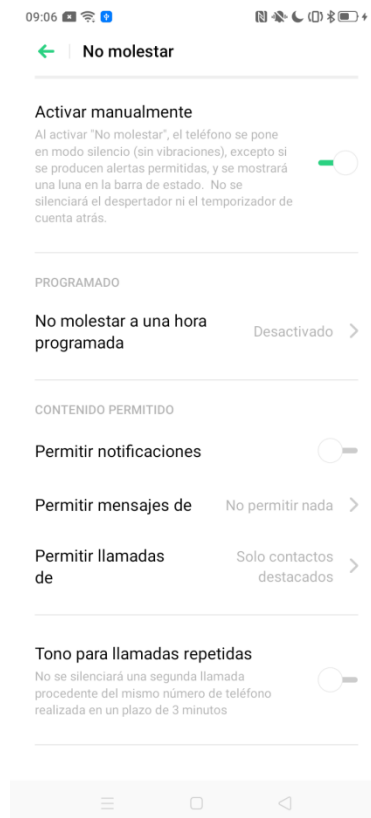 09:06
No molestar
Activar manualmente
Al activar "No molestar", el teléfono se pone
en modo silencio (sin vibraciones), excepto si
se producen alertas permitidas, y se mostrará
una luna en la barra de estado. No se
silenciará el despertador ni el temporizador de
cuenta atrás.
PROGRAMADO
No molestar a una hora
programada
Desactivado
CONTENIDO PERMITIDO
Permitir notificaciones
Permitir mensajes de
No permitir nada
Permitir llamadas
de
Solo contactos
destacados
Tono para llamadas repetidas
No se silenciará una segunda llamada
procedente del mismo número de teléfono
realizada en un plazo de 3 minutos